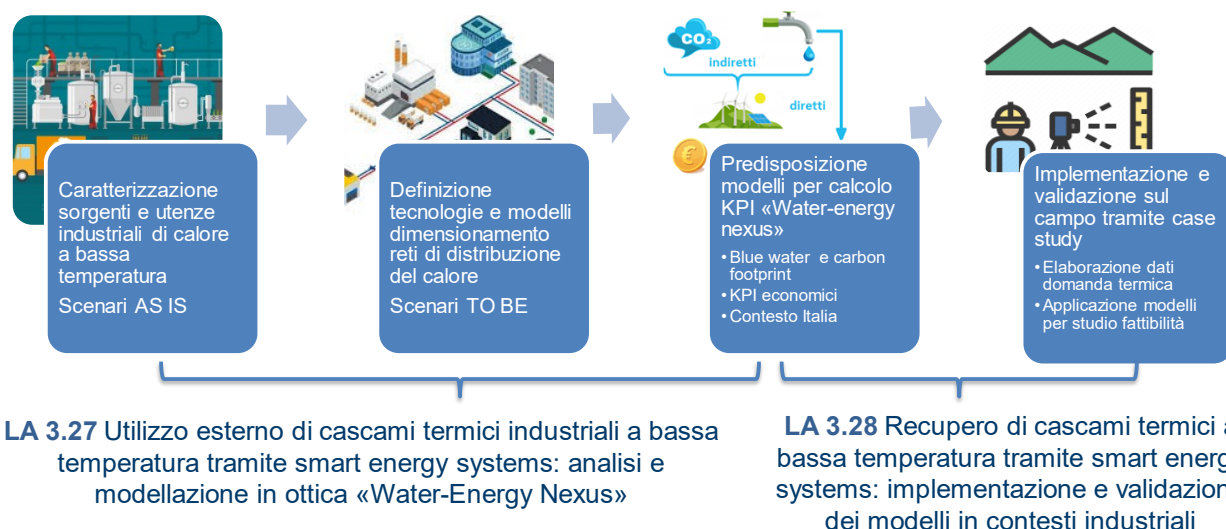 CO₂
indiretti
diretti
€
Caratterizzazione
sorgenti e utenze
industriali di calore
a bassa
temperatura
Scenari AS IS
Definizione
tecnologie e modelli
dimensionamento
reti di distribuzione
del calore
Scenari TO BE
Predisposizione
modelli per calcolo
KPI «Water-energy
nexus»
• Blue water e carbon
footprint
• KPI economici
• Contesto Italia
Implementazione e
validazione sul
campo tramite case
study
• Elaborazione dati
domanda termica
• Applicazione modelli
per studio fattibilità
LA 3.27 Utilizzo esterno di cascami termici industriali a bassa
temperatura tramite smart energy systems: analisi e
modellazione in ottica «Water-Energy Nexus»
LA 3.28 Recupero di cascami termici a
bassa temperatura tramite smart energ
systems: implementazione e validazion
dei modelli in contesti industriali